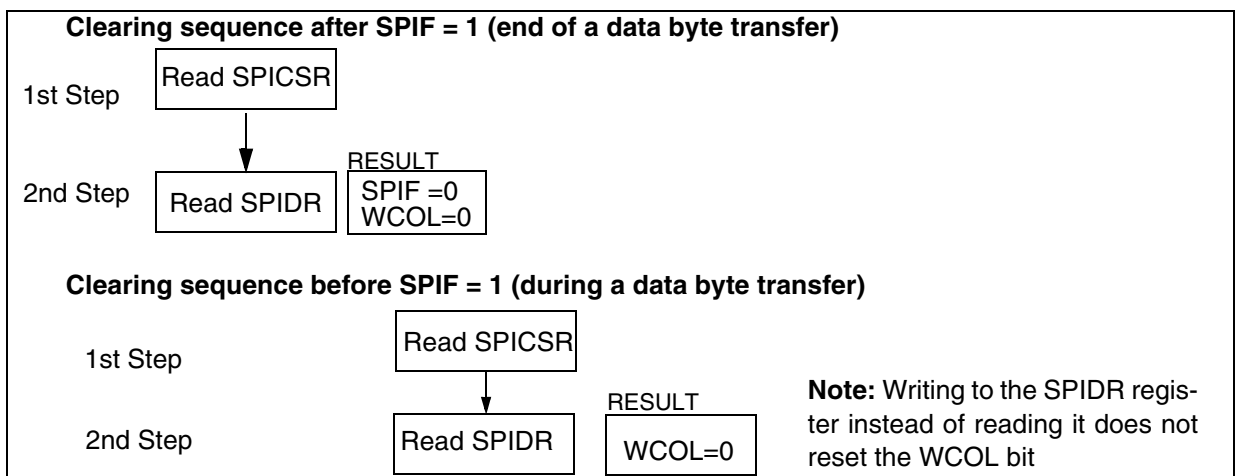 Clearing sequence after SPIF = 1 (end of a data byte transfer)
1st Step
Read SPICSR
2nd Step
Read SPIDR
RESULT
SPIF =0
WCOL=0
Clearing sequence before SPIF = 1 (during a data byte transfer)
1st Step
Read SPICSR
2nd Step
Read SPIDR
RESULT
WCOL=0
Note: Writing to the SPIDR regis-
ter instead of reading it does not
reset the WCOL bit